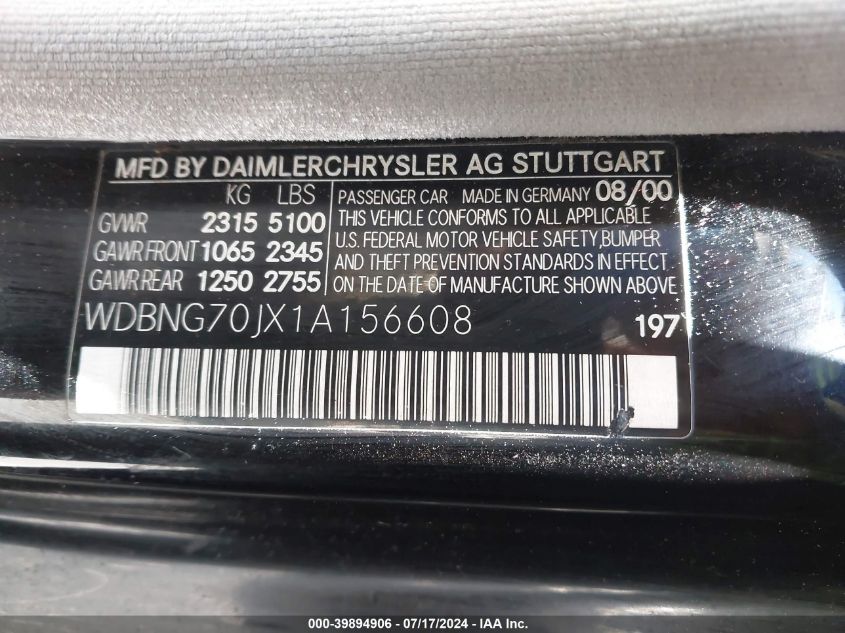 MFD BY DAIMLERCHRYSLER AG STUTTGART
KG LBS
GVWR 2315 5100
GAWR FRONT 1065 2345
GAWR REAR 1250 2755
PASSENGER CAR MADE IN GERMANY 08/00
THIS VEHICLE CONFORMS TO ALL APPLICABLE
U.S. FEDERAL MOTOR VEHICLE SAFETY,BUMPER
AND THEFT PREVENTION STANDARDS IN EFFECT
ON THE DATE OF MANUFACTURE SHOWN ABOVE
WDBNG70JX1A156608 197
000-39894906 - 07/17/2024 - IAA Inc.